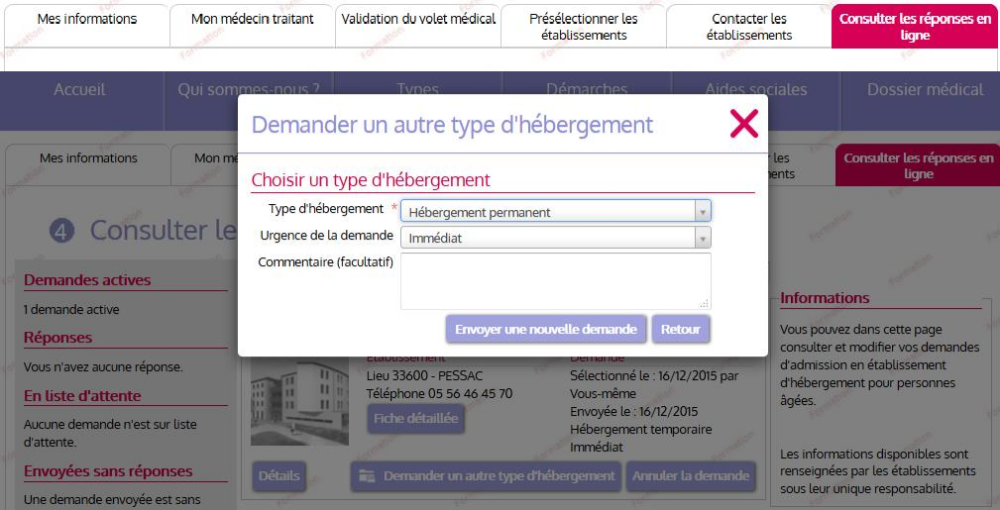 Mes informations
Mon médecin traitant
Validation du volet médical
Présélectionner les
établissements
Contacter les
établissements
Consulter les réponses en
ligne
Accueil
Qui sommes-nous ?
Types
Démarches
Aides sociales
Dossier médical
Mes informations
Mon mé
les
ments
Consulter les réponses en
ligne
Demander un autre type d'hébergement
Choisir un type d'hébergement
Type d'hébergement * Hébergement permanent
Urgence de la demande Immédiat
Commentaire (facultatif)
Envoyer une nouvelle demande
Retour
4 Consulter le
Demandes actives
1 demande active
Réponses
Vous n'avez aucune réponse.
En liste d'attente
Aucune demande n'est sur liste
d'attente.
Envoyées sans réponses
Une demande envoyée est sans
Etablissement
Lieu 33600 - PESSAC
Téléphone 05 56 46 45 70
Fiche détaillée
Demande
Sélectionné le : 16/12/2015 par
Vous-même
Envoyée le : 16/12/2015
Hébergement temporaire
Immédiat
Détails
Demander un autre type d'hébergement
Annuler la demande
Informations
Vous pouvez dans cette page
consulter et modifier vos demandes
d'admission en établissement
d'hébergement pour personnes
âgées.
Les informations disponibles sont
renseignées par les établissements
sous leur unique responsabilité.
Formation